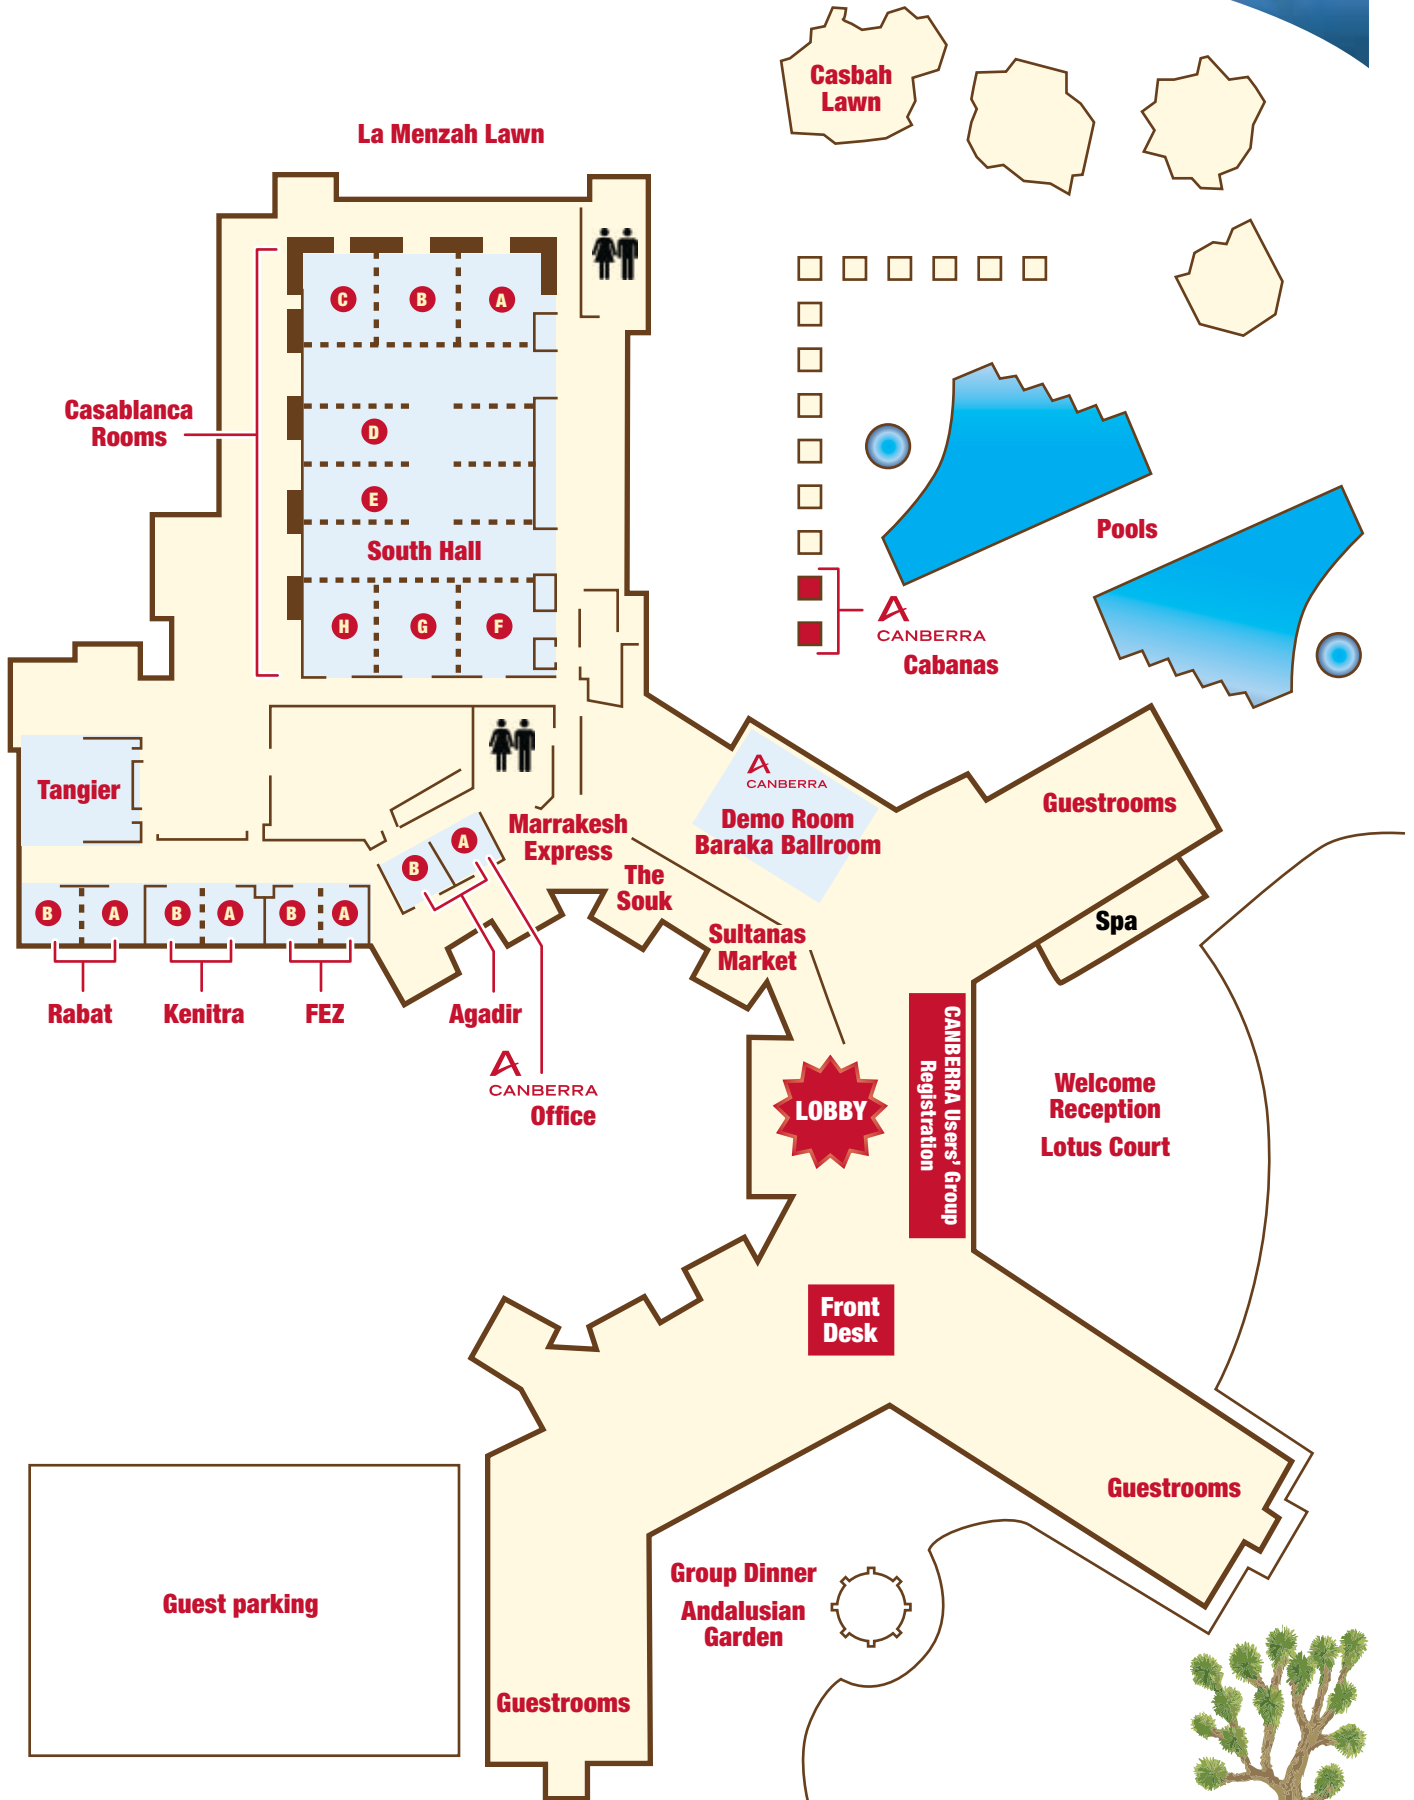 Casbah
Lawn
La Menzah Lawn
C
B
A
Casablanca
Rooms
D
E
South Hall
H
G
F
Pools
CANBERRA
Cabanas
Tangier
CANBERRA
Demo Room
Baraka Ballroom
Guestrooms
Marrakesh
Express
A
B
The
Souk
Spa
Sultanas
Market
B
A
B
A
B
A
Rabat
Kenitra
FEZ
Agadir
CANBERRA
Office
LOBBY
CANBERRA Users' Group
Registration
Welcome
Reception
Lotus Court
Front
Desk
Guestrooms
Guest parking
Group Dinner
Andalusian
Garden
Guestrooms